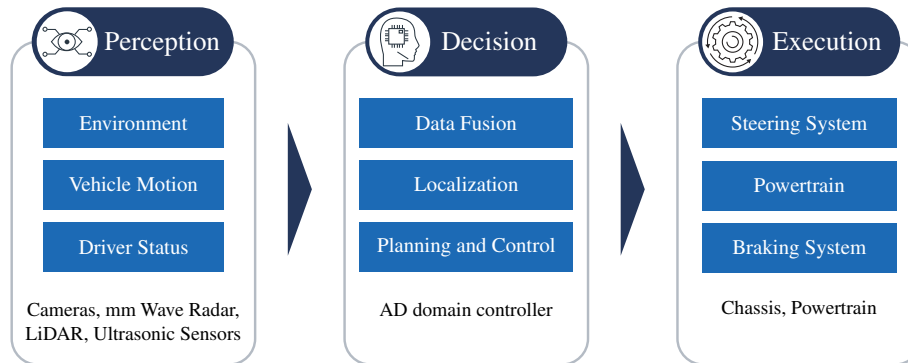 Perception
Environment
Vehicle Motion
Driver Status
Cameras, mm Wave Radar,
LiDAR, Ultrasonic Sensors
Decision
Data Fusion
Localization
Planning and Control
AD domain controller
Execution
Steering System
Powertrain
Braking System
Chassis, Powertrain